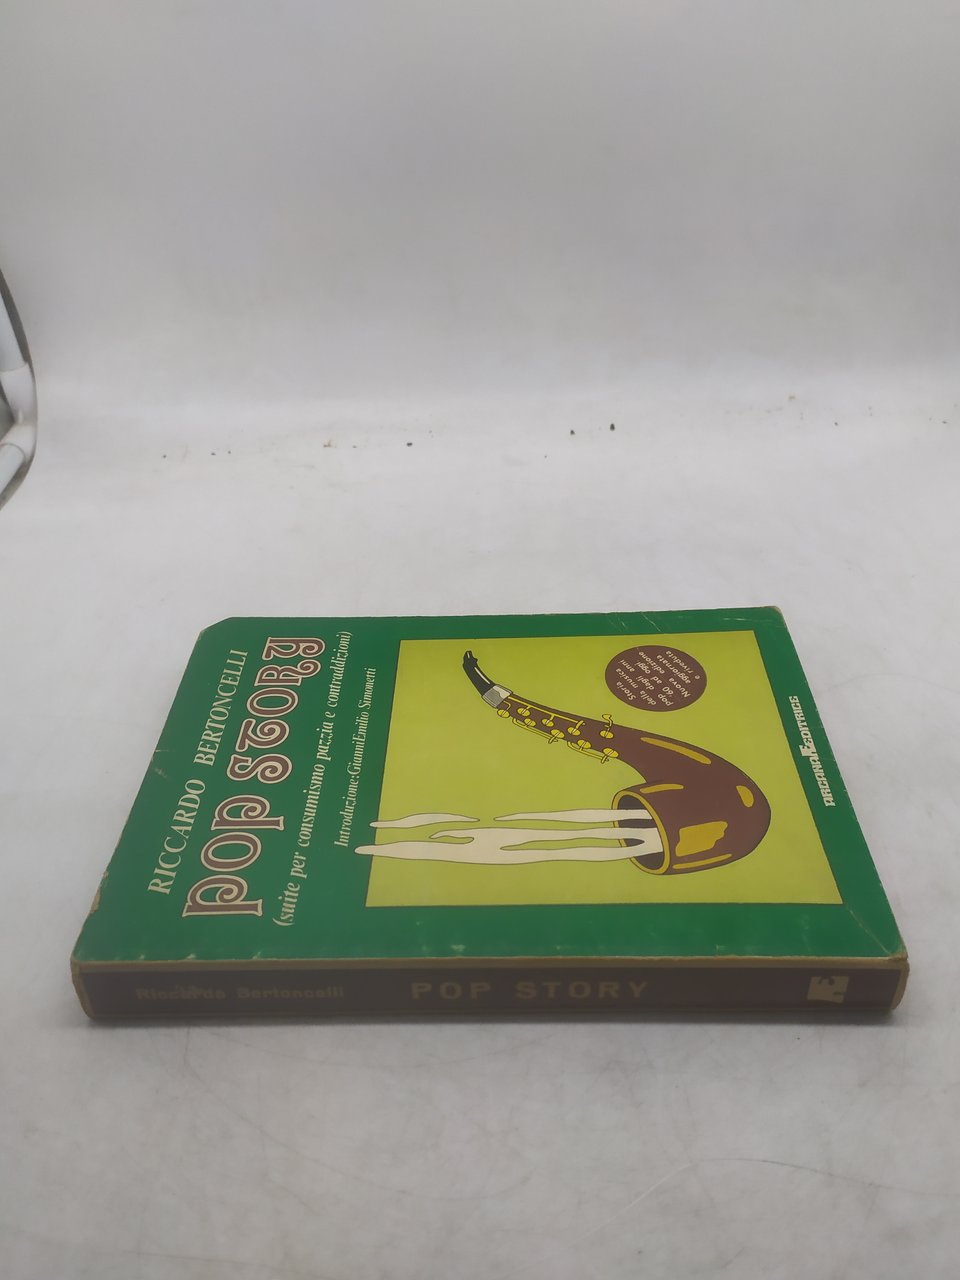 RICCARDO BERTONCELLI
POP STORY
(suite per consumismo pazzia e contraddizioni)
Introduzione: Gianni Emilio Simonetti
Storia
della musica
pop dagli anni
60 ad oggi
Nuova edizione
aggiornata
e riveduta
ARCANA EDITRICE
Riccardo Bertoncelli POP STORY